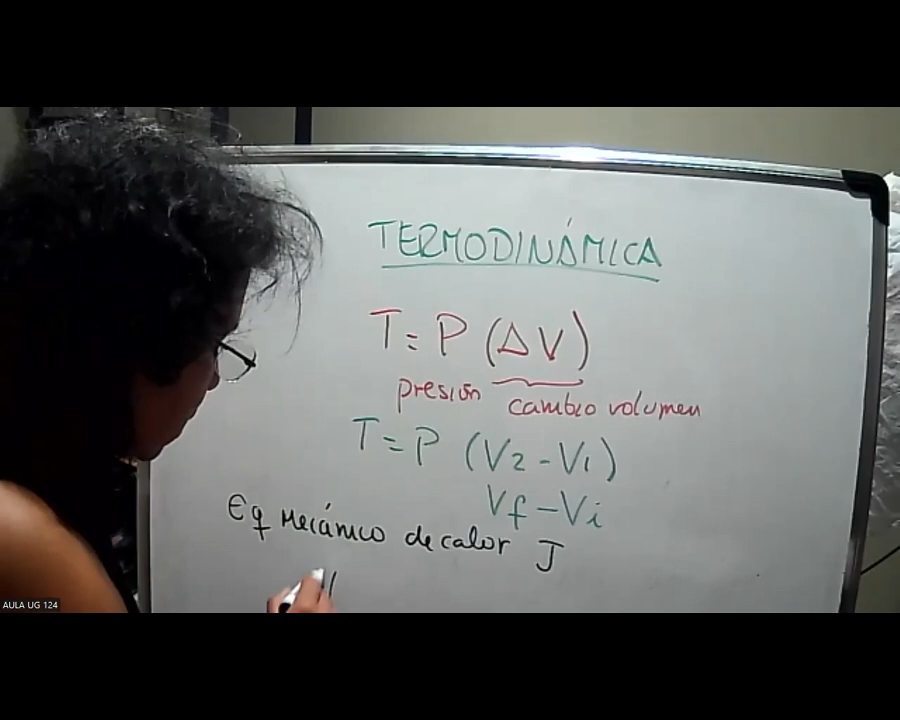 TERMODINÁMICA
T = P (ΔV)
presión cambio volumen
T = P (V2 - V1)
Vf - Vi
Eq Mecánico de calor J
AULA UG 124